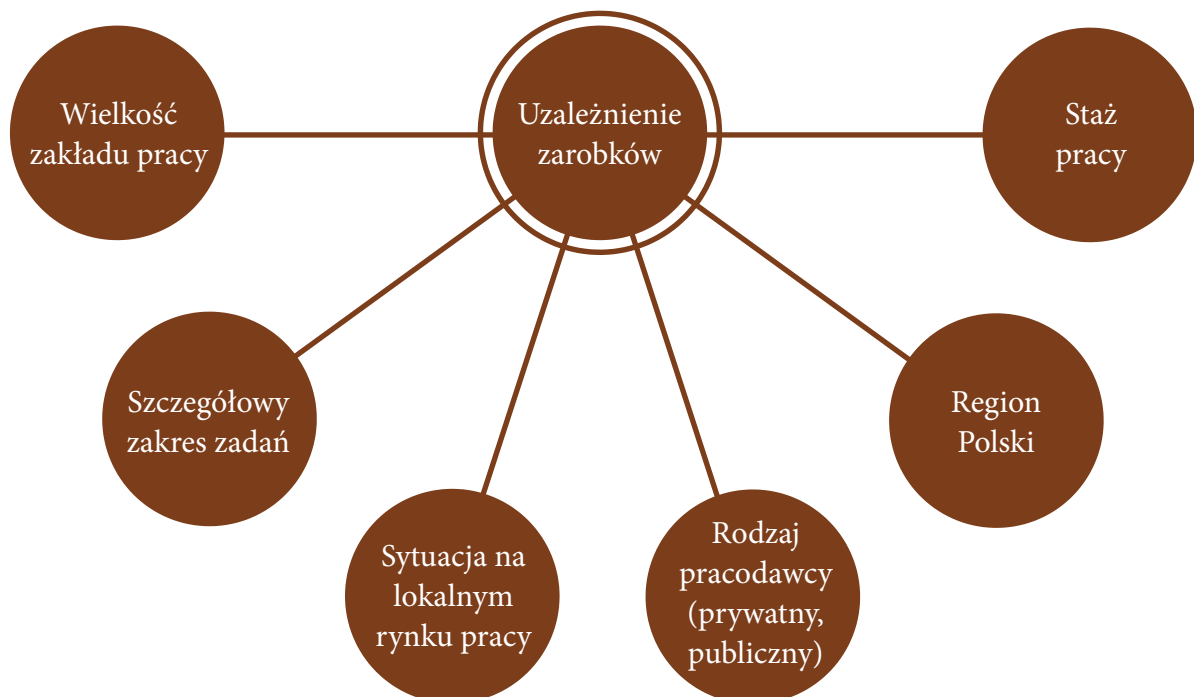 Wielkość
zakładu pracy
Uzależnienie
zarobków
Staż
pracy
Szczegółowy
zakres zadań
Region
Polski
Sytuacja na
lokalnym
rynku pracy
Rodzaj
pracodawcy
(prywatny,
publiczny)